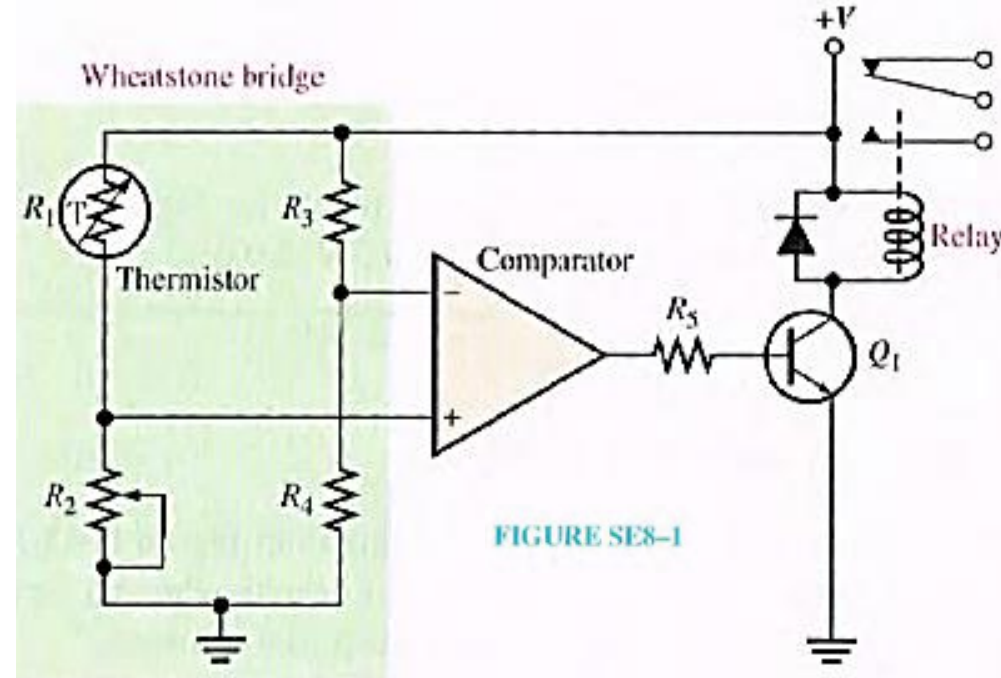 +V
Wheatstone bridge
R1
T
R3
Relay
Thermistor
Comparator
−
R5
Q1
+
R2
R4
FIGURE SE8–1